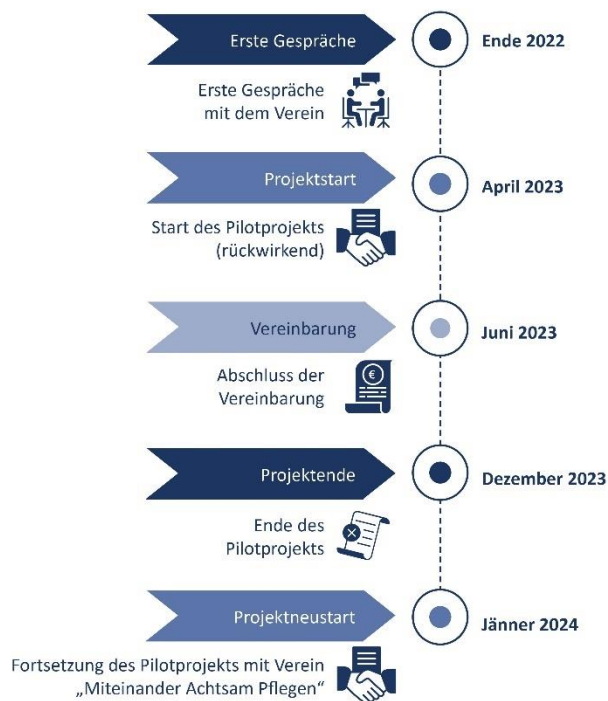 Erste Gespräche
Ende 2022
Erste Gespräche
mit dem Verein
Projektstart
April 2023
Start des Pilotprojekts
(rückwirkend)
Vereinbarung
Juni 2023
Abschluss der
Vereinbarung
€
Projektende
Dezember 2023
Ende des
Pilotprojekts
Projektneustart
Jänner 2024
Fortsetzung des Pilotprojekts mit Verein
„Miteinander Achtsam Pflegen“